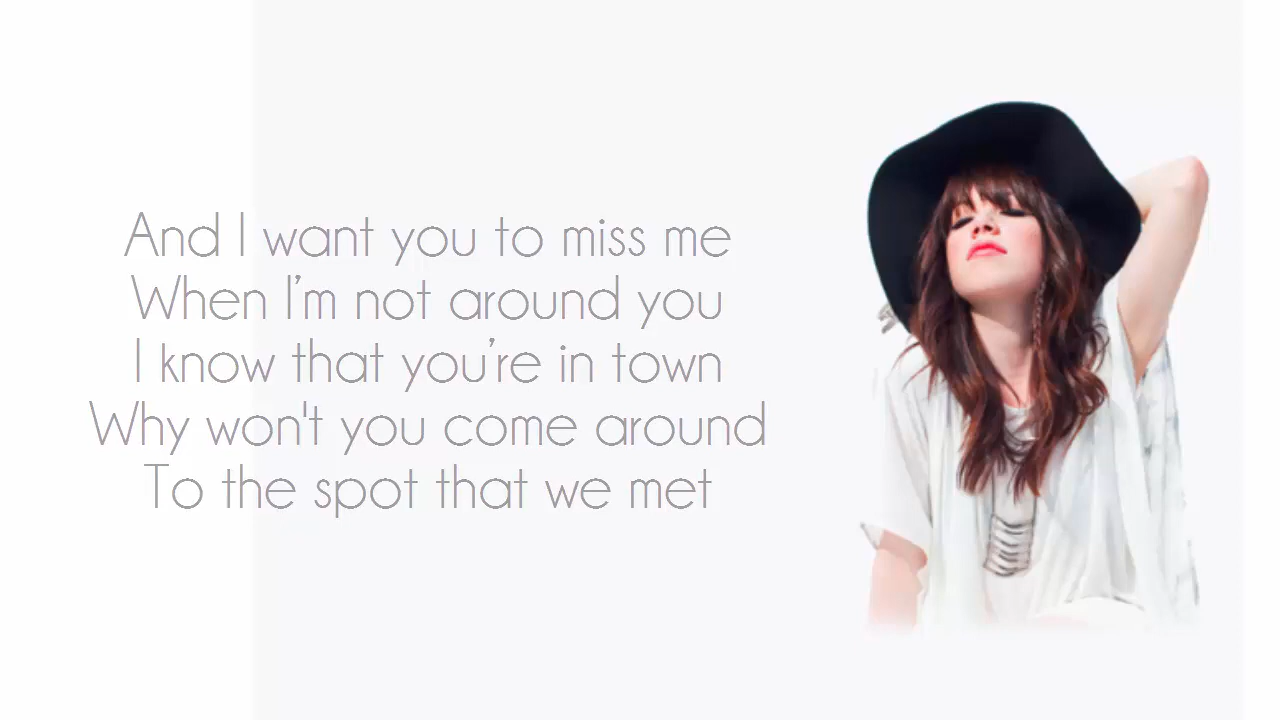 And I want you to miss me
When I’m not around you
I know that you’re in town
Why won't you come around
To the spot that we met